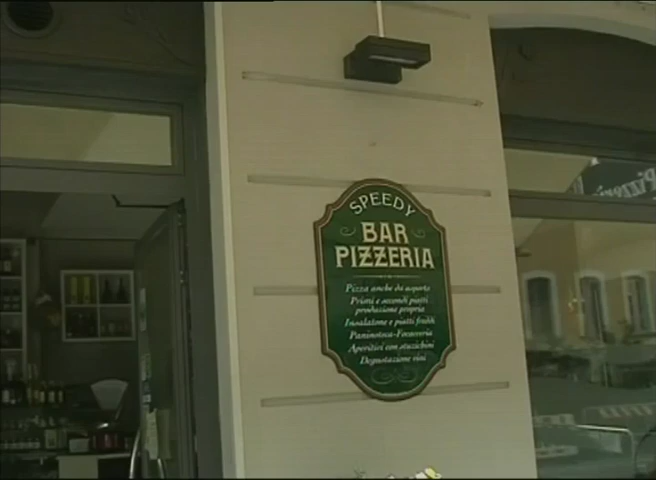 SPEEDY
BAR
PIZZERIA
Pizza anche da asporto
Primi e secondi piatti
produzione propria
Insalatone e piatti freddi
Paninoteca-Focacceria
Aperitivi con stuzzichini
Degustazione vini
Pizzeri